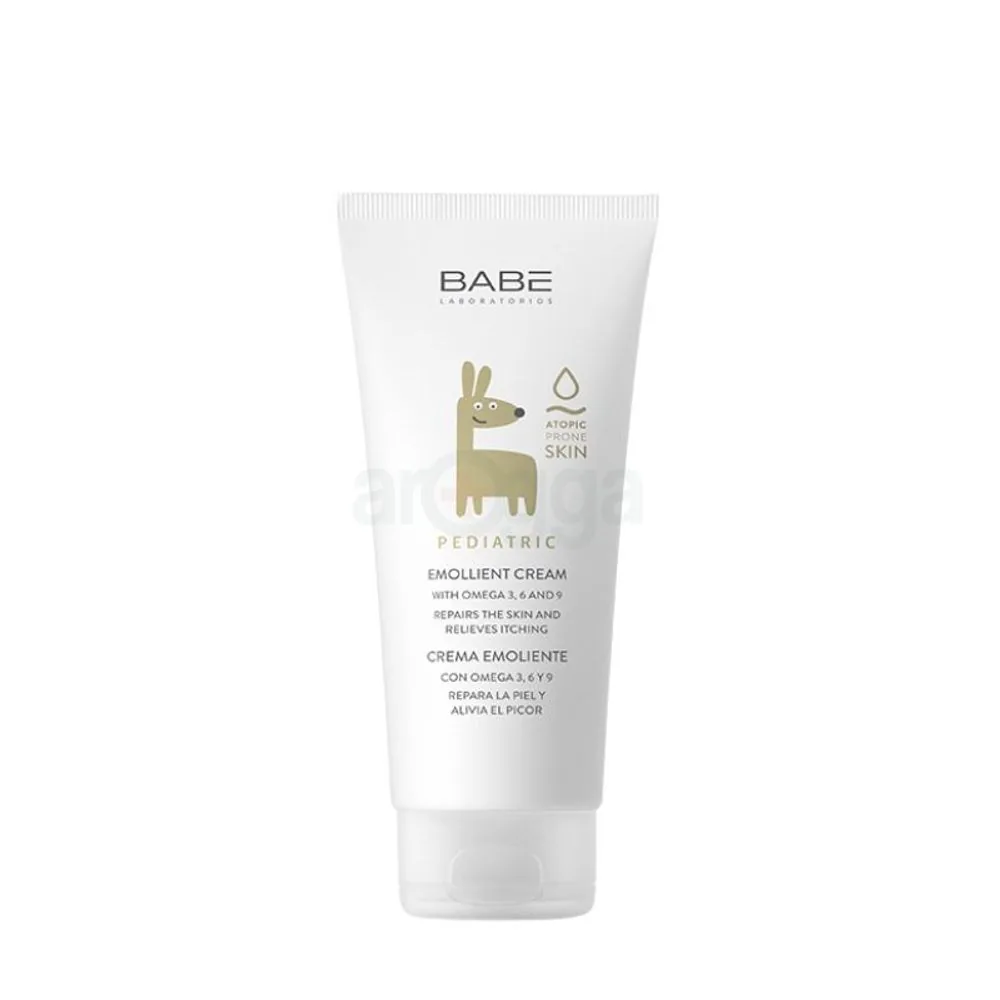 BABE
LABORATORIOS
ATOPIC
PRONE
SKIN
PEDIATRIC
EMOLLIENT CREAM
WITH OMEGA 3, 6 AND 9
REPAIRS THE SKIN AND
RELIEVES ITCHING
CREMA EMOLIENTE
CON OMEGA 3, 6 Y 9
REPARA LA PIEL Y
ALIVIA EL PICOR